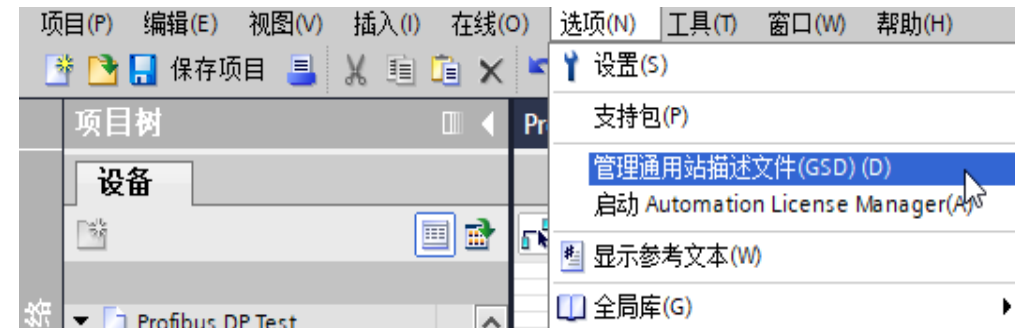 项目(P) 编辑(E) 视图(V) 插入(I) 在线(O) 选项(N) 工具(T) 窗口(W) 帮助(H)
保存项目
设置(S)
支持包(P)
管理通用站描述文件(GSD) (D)
启动 Automation License Manager(A)
显示参考文本(W)
全局库(G)
项目树
Pr
设备
Profibus DP Test
络